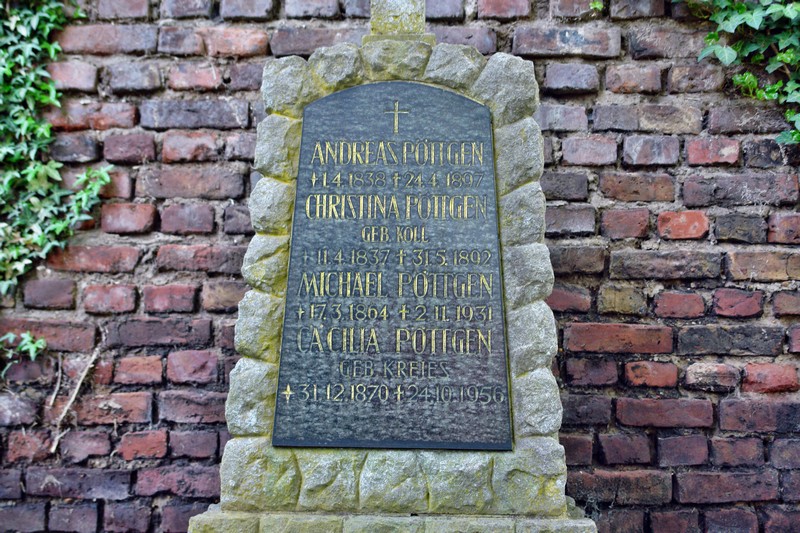 ANDREAS PÖTTGEN
+1.4.1838 +24.4.1897
CHRISTINA PÖTTGEN
GEB. KOLL
+11.4.1837 +31.5.1892
MICHAEL PÖTTGEN
+17.3.1864 +2.11.1931
CÄCILIA PÖTTGEN
GEB. KREIES
+31.12.1870 +24.10.1956